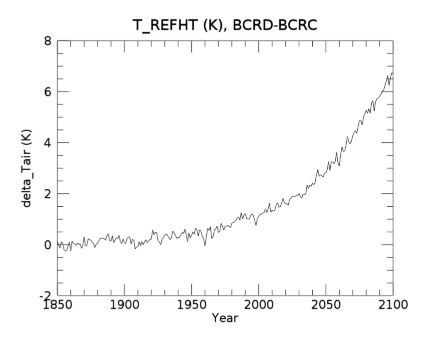 T_REFHT (K), BCRD-BCRC
8
6
4
2
0
-2
delta_Tair (K)
1850 1900 1950 2000 2050 2100
Year